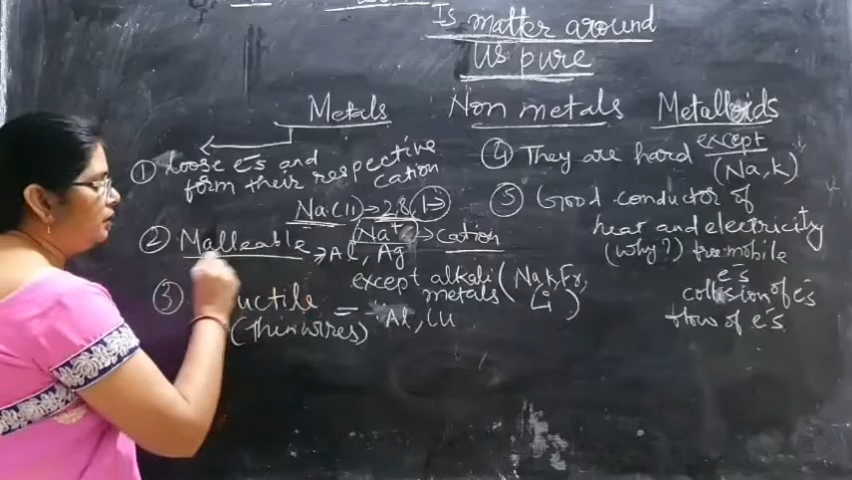 Is matter around
Us pure
Metals
Non metals
Metalloids
① Loose e⁻s and
form their respective
cation
Na(11) → 2,8,1 →
Na⁺ → Cation
② Malleable → Al, Ag
except alkali metals (Na,K,Fr, Li)
③ uctile = Al, Cu
(thin wires)
④ They are hard except
(Na, K)
⑤ Good conductor of
heat and electricity
(why?) free mobile
e⁻s
collision of e⁻s
flow of e⁻s